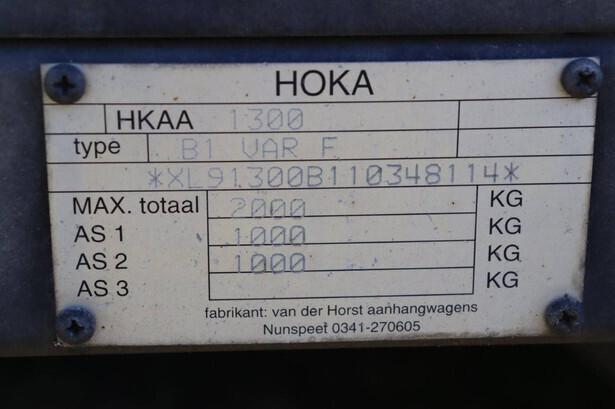 HOKA
HKAA 1300
type B1 VAR F
*XL91300B110348114*
MAX. totaal 2000 KG
AS 1 1000 KG
AS 2 1000 KG
AS 3 KG
fabrikant: van der Horst aanhangwagens
Nunspeet 0341-270605